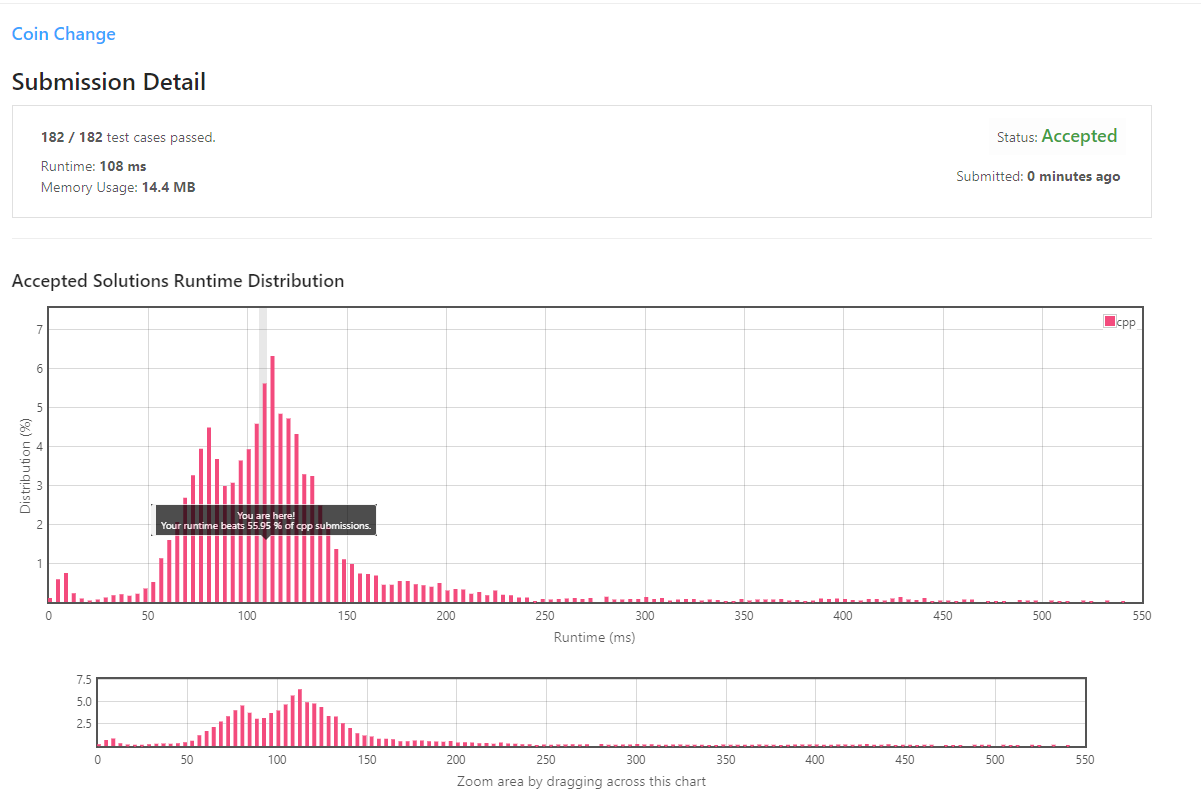 Coin Change
Submission Detail
182 / 182 test cases passed.
Status: Accepted
Runtime: 108 ms
Memory Usage: 14.4 MB
Submitted: 0 minutes ago
Accepted Solutions Runtime Distribution
cpp
7
6
5
4
3
2
1
Distribution (%)
You are here!
Your runtime beats 55.95 % of cpp submissions.
0 50 100 150 200 250 300 350 400 450 500 550
Runtime (ms)
7.5
5.0
2.5
0 50 100 150 200 250 300 350 400 450 500 550
Zoom area by dragging across this chart